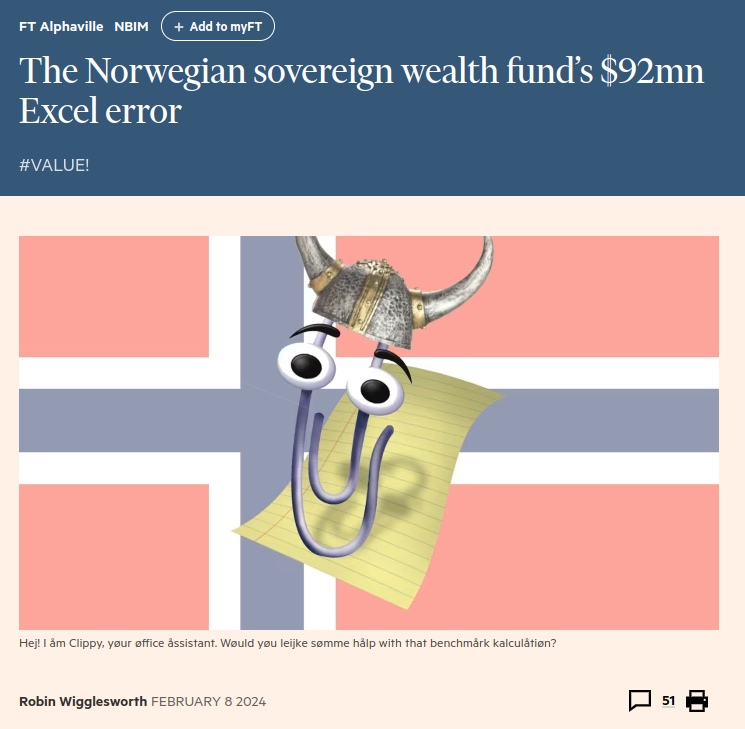 FT Alphaville NBIM + Add to myFT
The Norwegian sovereign wealth fund’s $92mn
Excel error
#VALUE!
Hej! I åm Clippy, yøur øffice åssistant. Wøuld yøu leijke sømme hålp with that benchmårk kalculåtiøn?
Robin Wigglesworth FEBRUARY 8 2024
51